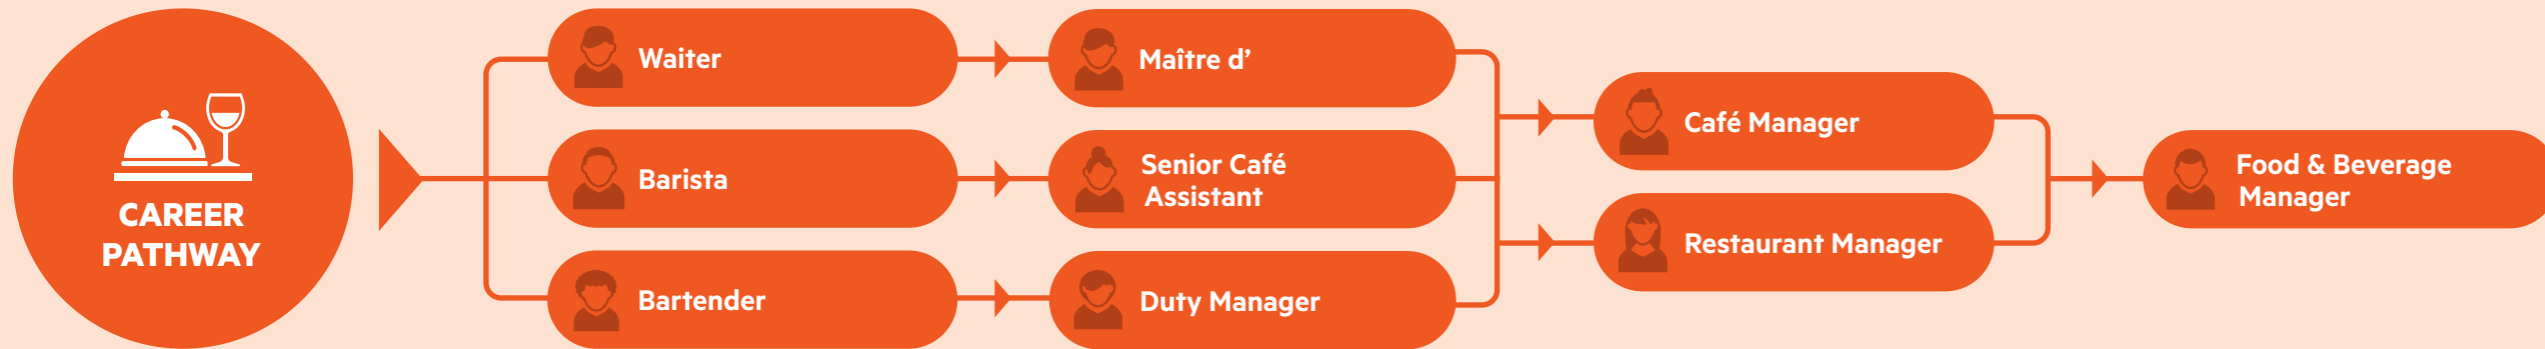 CAREER
PATHWAY
Waiter
Barista
Bartender
Maître d’
Senior Café
Assistant
Duty Manager
Café Manager
Restaurant Manager
Food & Beverage
Manager